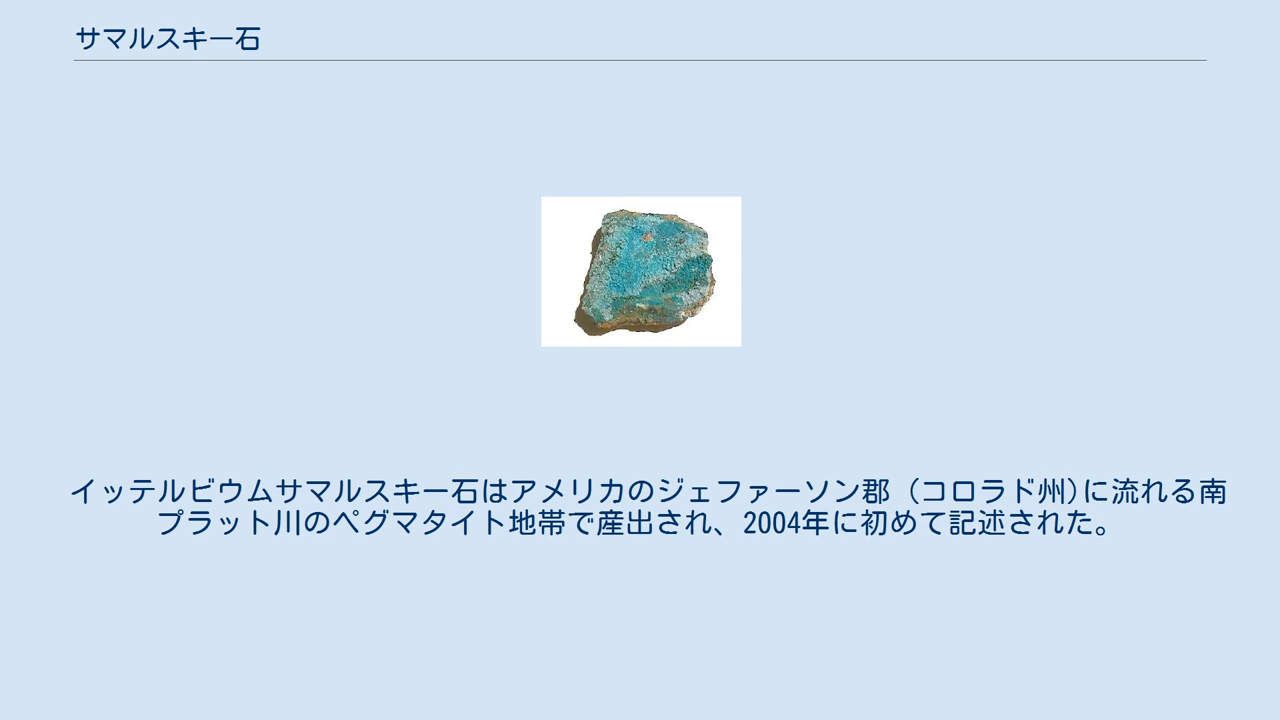 サマルスキー石
イッテルビウムサマルスキー石はアメリカのジェファーソン郡 (コロラド州)に流れる南
プラット川のペグマタイト地帯で産出され、2004年に初めて記述された。